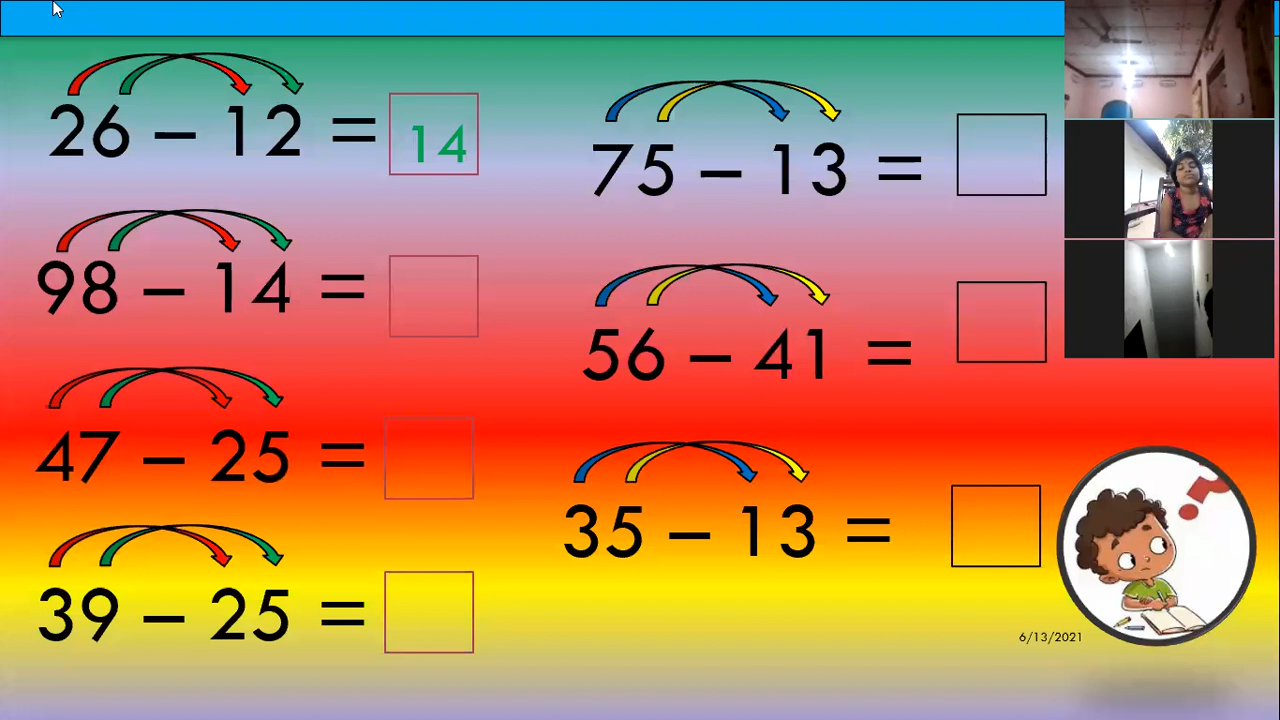 26 – 12 = 14
98 – 14 =
47 – 25 =
39 – 25 =
75 – 13 =
56 – 41 =
35 – 13 =
6/13/2021